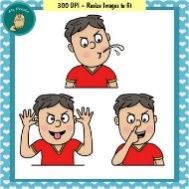 300 DPI - Resize Images to fit